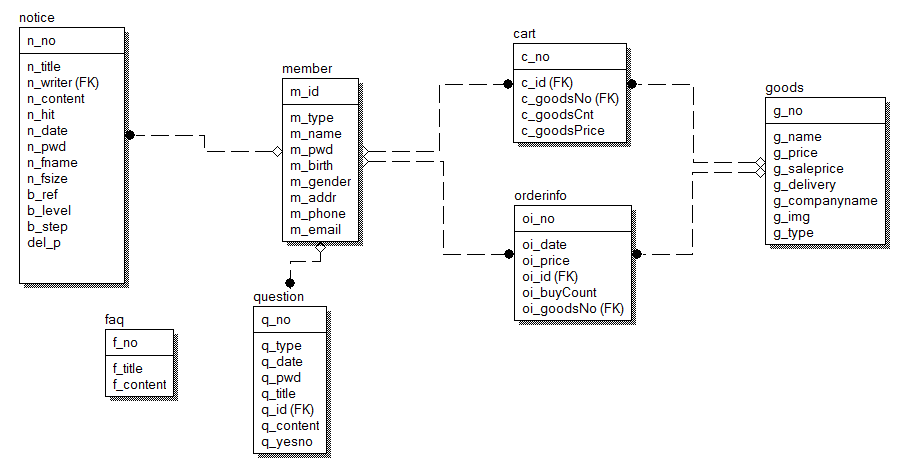 notice
n_no
n_title
n_writer (FK)
n_content
n_hit
n_date
n_pwd
n_fname
n_fsize
b_ref
b_level
b_step
del_p
member
m_id
m_type
m_name
m_pwd
m_birth
m_gender
m_addr
m_phone
m_email
cart
c_no
c_id (FK)
c_goodsNo (FK)
c_goodsCnt
c_goodsPrice
goods
g_no
g_name
g_price
g_saleprice
g_delivery
g_companyname
g_img
g_type
orderinfo
oi_no
oi_date
oi_price
oi_id (FK)
oi_buyCount
oi_goodsNo (FK)
question
q_no
q_type
q_date
q_pwd
q_title
q_id (FK)
q_content
q_yesno
faq
f_no
f_title
f_content